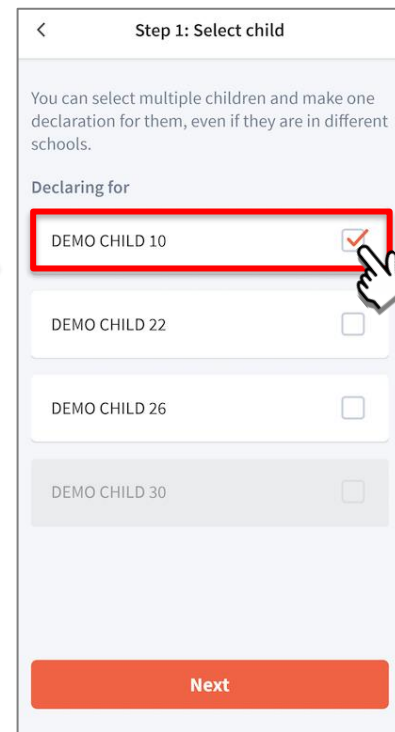 Step 1: Select child
You can select multiple children and make one
declaration for them, even if they are in different
schools.
Declaring for
DEMO CHILD 10
DEMO CHILD 22
DEMO CHILD 26
DEMO CHILD 30
Next